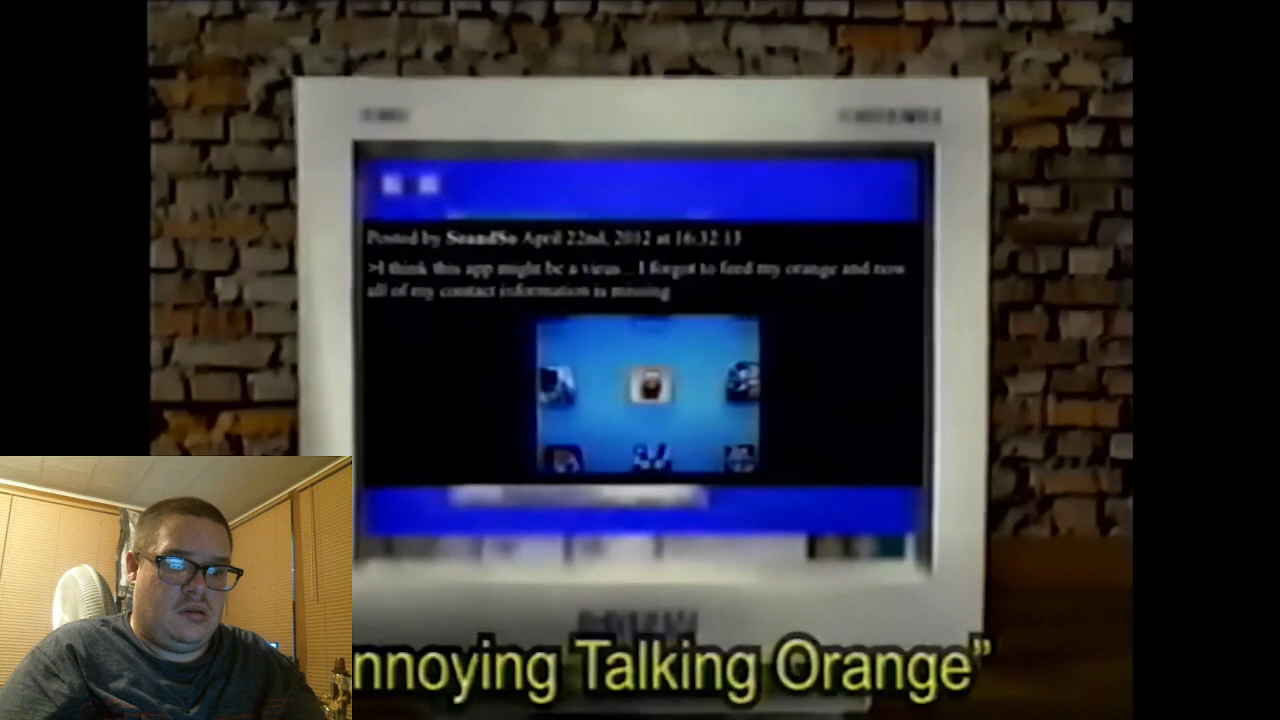 Posted by SoandSo April 22nd, 2012 at 16:32:13
>I think this app might be a virus... I forgot to feed my orange and now
all of my contact information is missing
nnoying Talking Orange”